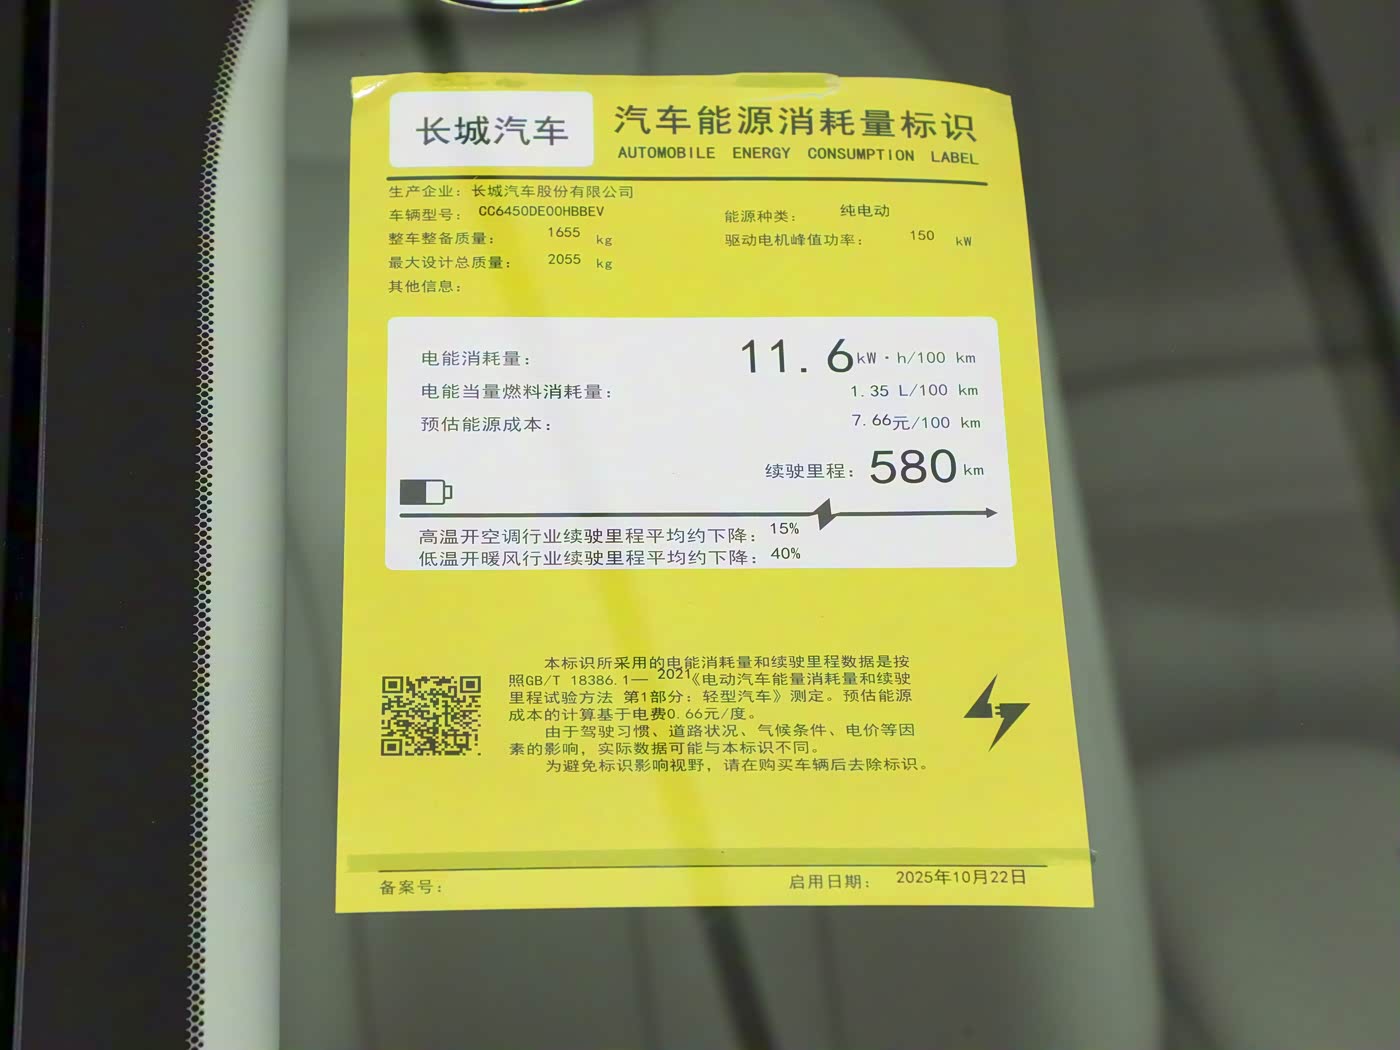 长城汽车
汽车能源消耗量标识
AUTOMOBILE ENERGY CONSUMPTION LABEL
生产企业：长城汽车股份有限公司
车辆型号：CC6450DE00HBBEV 能源种类：纯电动
整车整备质量：1655 kg 驱动电机峰值功率：150 kW
最大设计总质量：2055 kg
其他信息：
电能消耗量：11.6kW·h/100 km
电能当量燃料消耗量：1.35 L/100 km
预估能源成本：7.66元/100 km
续驶里程：580km
高温开空调行业续驶里程平均约下降：15%
低温开暖风行业续驶里程平均约下降：40%
本标识所采用的电能消耗量和续驶里程数据是按
照GB/T 18386.1—2021《电动汽车能量消耗量和续驶
里程试验方法 第1部分：轻型汽车》测定。预估能源
成本的计算基于电费0.66元/度。
由于驾驶习惯、道路状况、气候条件、电价等因
素的影响，实际数据可能与本标识不同。
为避免标识影响视野，请在购买车辆后去除标识。
备案号：
启用日期：2025年10月22日